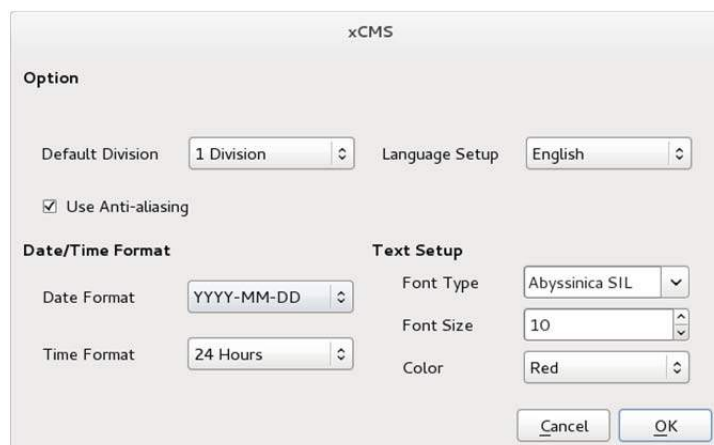 xCMS
Option
Default Division 1 Division Language Setup English
Use Anti-aliasing
Date/Time Format Text Setup
Font Type Abyssinica SIL
Date Format YYYY-MM-DD
Font Size 10
Time Format 24 Hours
Color Red
Cancel OK